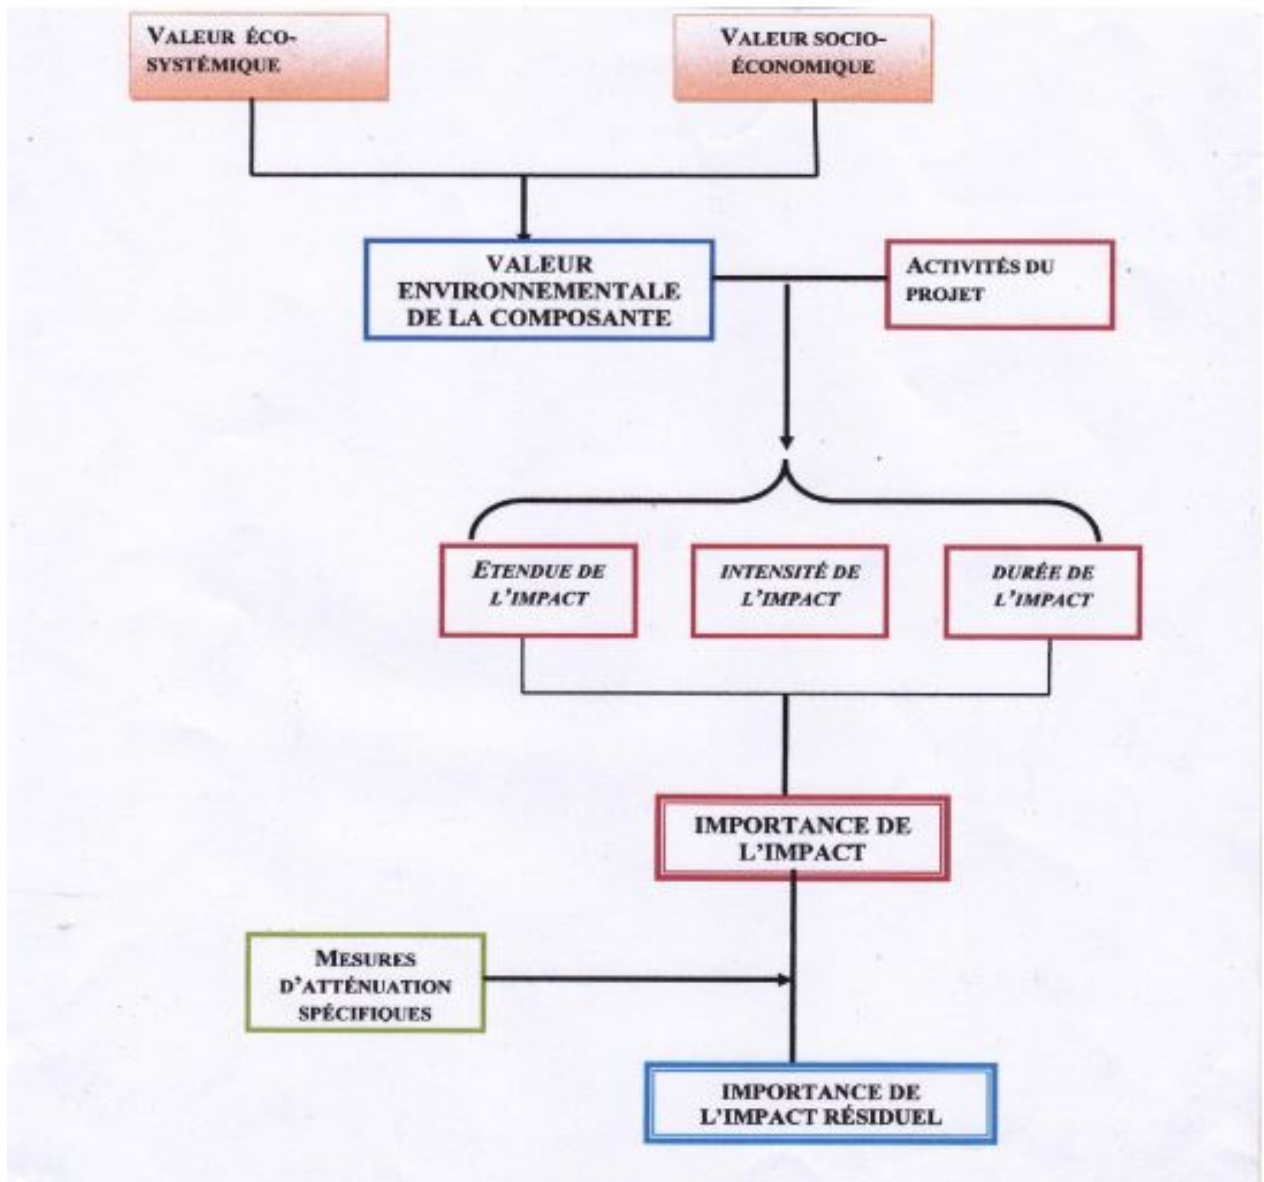 VALEUR ÉCO-
SYSTÉMIQUE
VALEUR SOCIO-
ÉCONOMIQUE
VALEUR
ENVIRONNEMENTALE
DE LA COMPOSANTE
ACTIVITÉS DU
PROJET
ETENDUE DE
L'IMPACT
INTENSITÉ DE
L'IMPACT
DURÉE DE
L'IMPACT
IMPORTANCE DE
L'IMPACT
MESURES
D'ATTÉNUATION
SPÉCIFIQUES
IMPORTANCE DE
L'IMPACT RÉSIDUEL